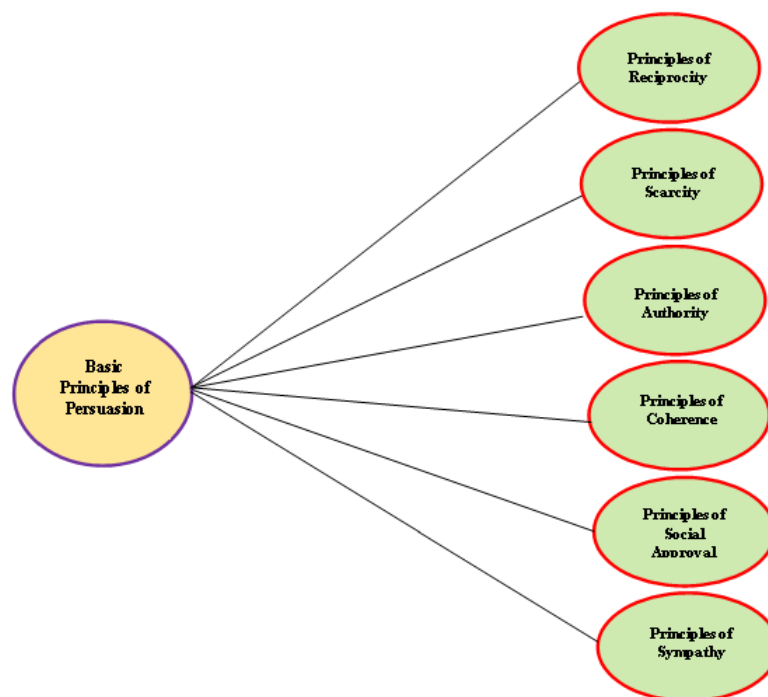 Principles of
Reciprocity
Principles of
Scarcity
Principles of
Authority
Basic
Principles of
Persuasion
Principles of
Coherence
Principles of
Social
Approval
Principles of
Sympathy